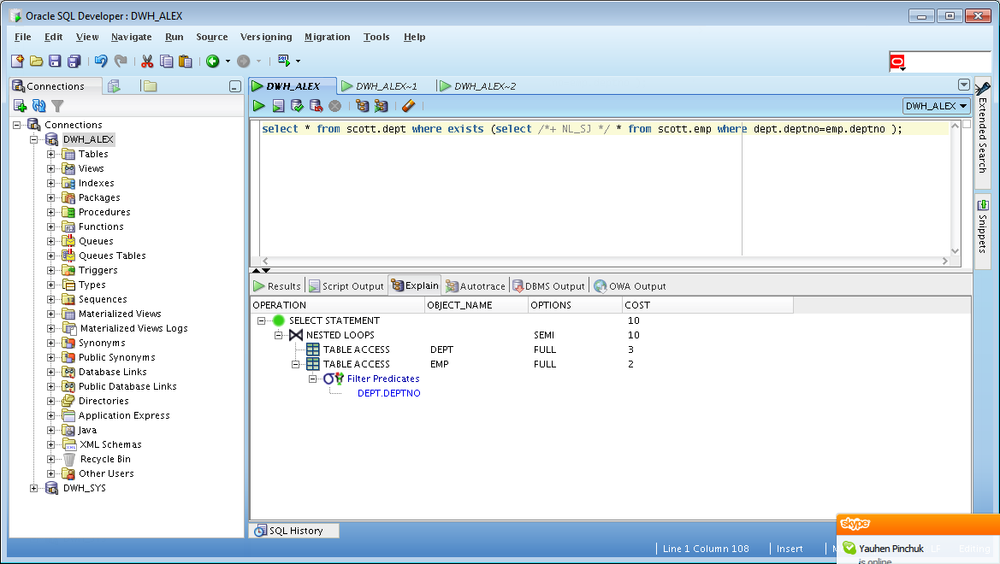 Oracle SQL Developer : DWH_ALEX
File Edit View Navigate Run Source Versigning Migration Tools Help
Connections
DWH_ALEX DWH_ALEX~1 DWH_ALEX~2
DWH_ALEX
select * from scott.dept where exists (select /*+ NL_SJ */ * from scott.emp where dept.deptno=emp.deptno );
Connections
DWH_ALEX
Tables
Views
Indexes
Packages
Procedures
Functions
Queues
Queues Tables
Triggers
Types
Sequences
Materialized Views
Materialized Views Logs
Synonyms
Public Synonyms
Database Links
Public Database Links
Directories
Application Express
Java
XML Schemas
Recycle Bin
Other Users
DWH_SYS
Results Script Output Explain Autotrace DBMS Output OWA Output
OPERATION OBJECT_NAME OPTIONS COST
SELECT STATEMENT 10
NESTED LOOPS SEMI 10
TABLE ACCESS DEPT FULL 3
TABLE ACCESS EMP FULL 2
Filter Predicates
DEPT.DEPTNO
Extended Search
Snippets
SQL History
Line 1 Column 108 Insert
skype
Yauhen Pinchuk
is online
Editing